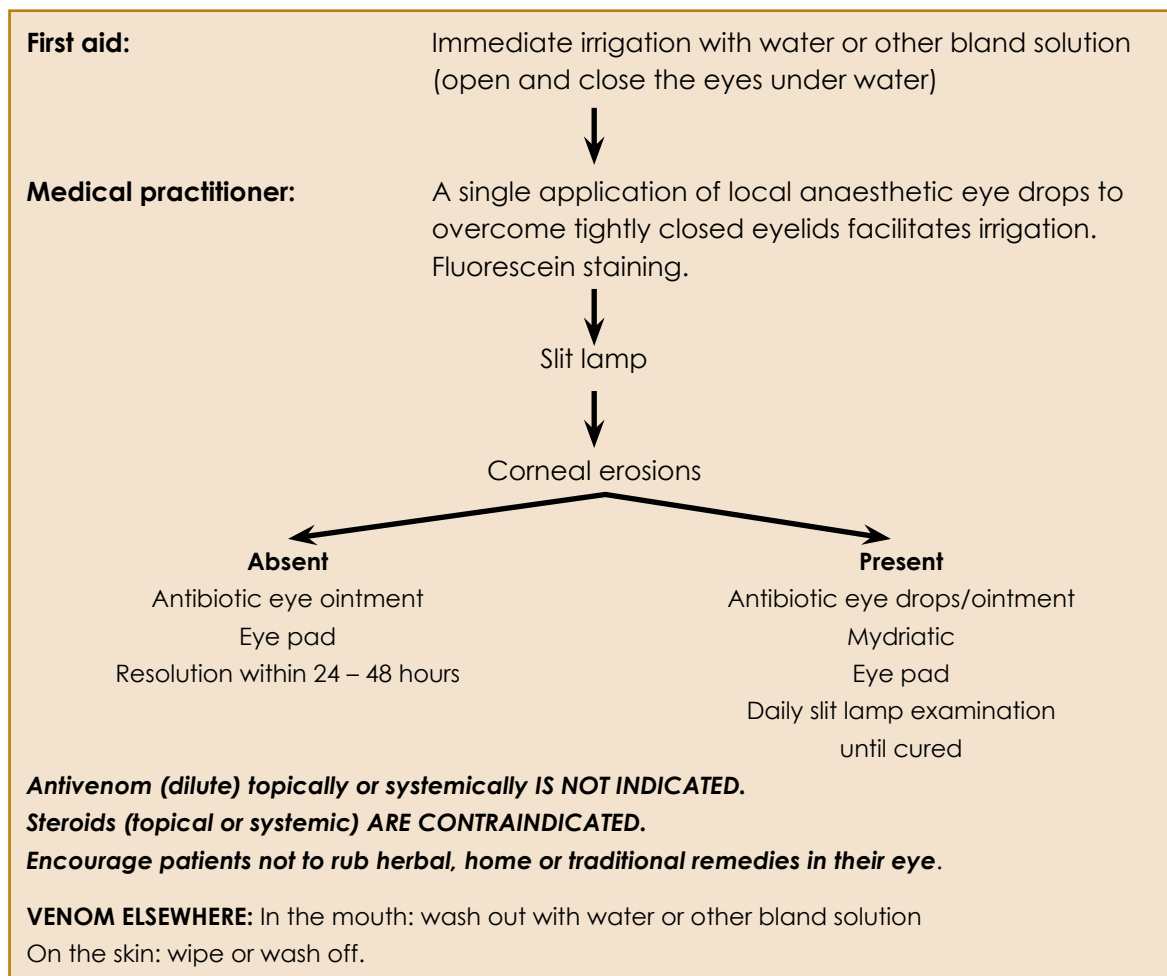 First aid: Immediate irrigation with water or other bland solution
(open and close the eyes under water)
Medical practitioner: A single application of local anaesthetic eye drops to
overcome tightly closed eyelids facilitates irrigation.
Fluorescein staining.
Slit lamp
Corneal erosions
Absent
Antibiotic eye ointment
Eye pad
Resolution within 24 – 48 hours
Present
Antibiotic eye drops/ointment
Mydriatic
Eye pad
Daily slit lamp examination
until cured
Antivenom (dilute) topically or systemically IS NOT INDICATED.
Steroids (topical or systemic) ARE CONTRAINDICATED.
Encourage patients not to rub herbal, home or traditional remedies in their eye.
VENOM ELSEWHERE: In the mouth: wash out with water or other bland solution
On the skin: wipe or wash off.